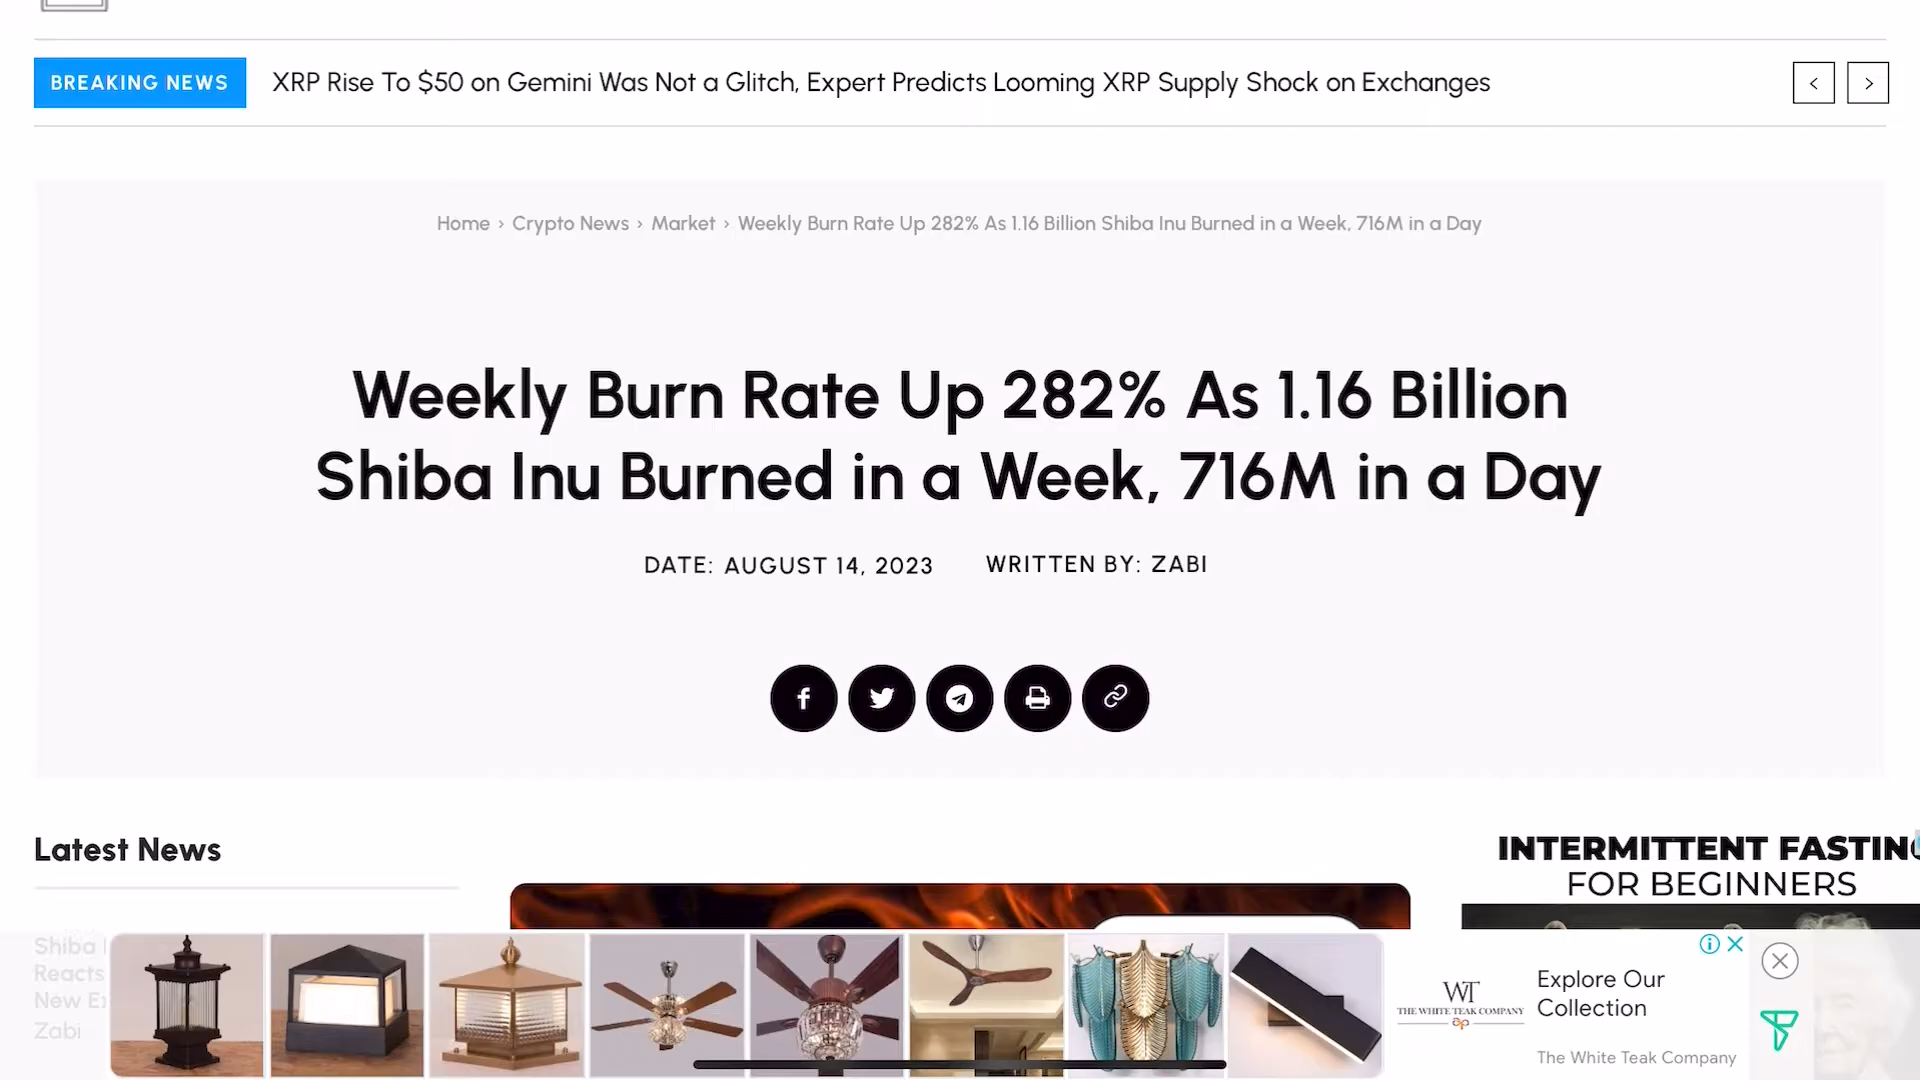 BREAKING NEWS
XRP Rise To $50 on Gemini Was Not a Glitch, Expert Predicts Looming XRP Supply Shock on Exchanges
Home › Crypto News › Market › Weekly Burn Rate Up 282% As 1.16 Billion Shiba Inu Burned in a Week, 716M in a Day
Weekly Burn Rate Up 282% As 1.16 Billion
Shiba Inu Burned in a Week, 716M in a Day
DATE: AUGUST 14, 2023 WRITTEN BY: ZABI
Latest News
Shiba
Reacts
New
Zabi
INTERMITTENT FASTING
FOR BEGINNERS
WT
THE WHITE TEAK COMPANY
Explore Our
Collection
The White Teak Company